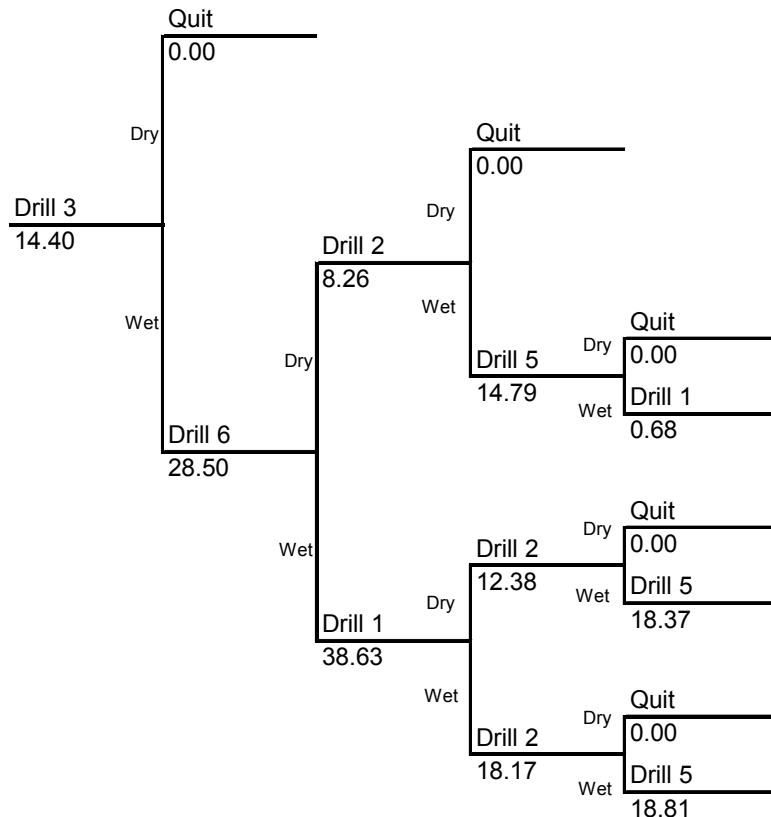 Quit
0.00
Dry
Quit
0.00
Drill 3
14.40
Dry
Drill 2
8.26
Wet
Wet
Quit
0.00
Dry
Drill 5
14.79
Dry
Drill 1
0.68
Wet
Drill 6
28.50
Quit
0.00
Dry
Wet
Drill 2
12.38
Drill 5
18.37
Wet
Dry
Drill 1
38.63
Wet
Quit
0.00
Dry
Drill 2
18.17
Drill 5
18.81
Wet